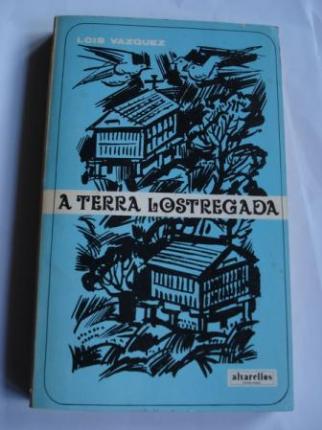 LOIS VAZQUEZ
A TERRA LOSTREGADA
alvarellos